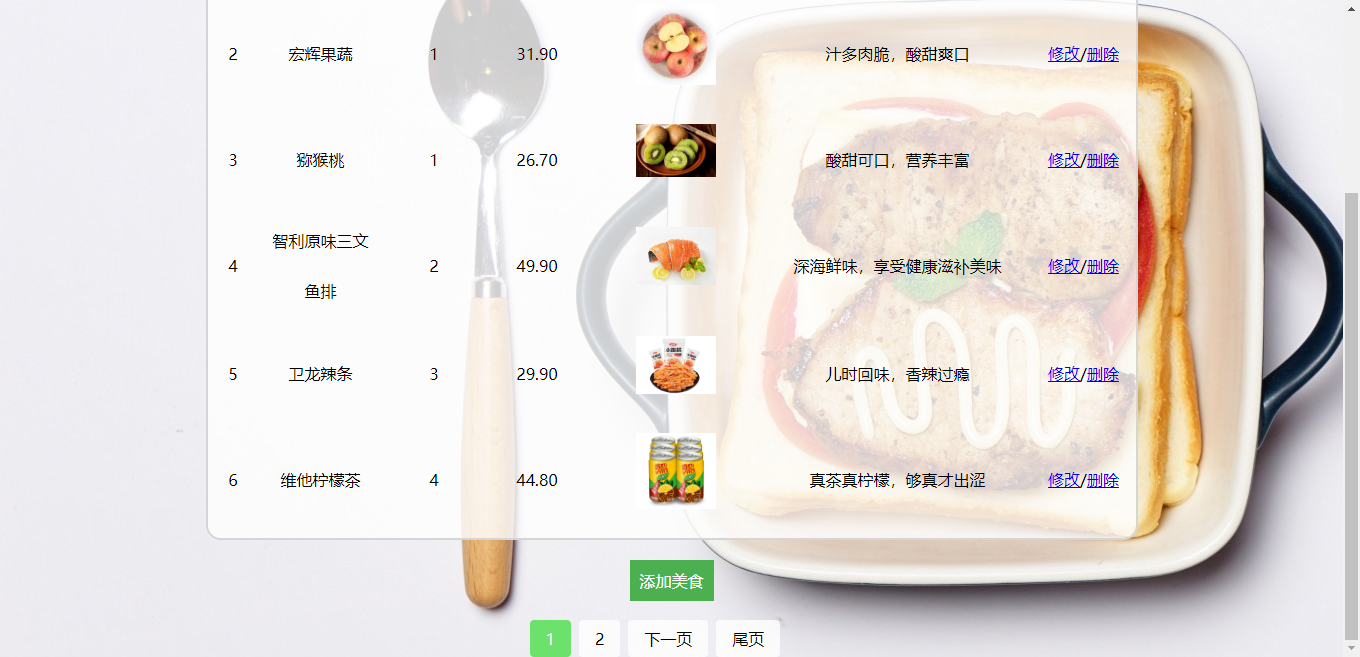 2 宏辉果蔬 1 31.90 汁多肉脆，酸甜爽口 修改/删除
3 猕猴桃 1 26.70 酸甜可口，营养丰富 修改/删除
智利原味三文
4 2 49.90 深海鲜味，享受健康滋补美味 修改/删除
鱼排
5 卫龙辣条 3 29.90 儿时回味，香辣过瘾 修改/删除
6 维他柠檬茶 4 44.80 真茶真柠檬，够真才出涩 修改/删除
添加美食
1 2 下一页 尾页